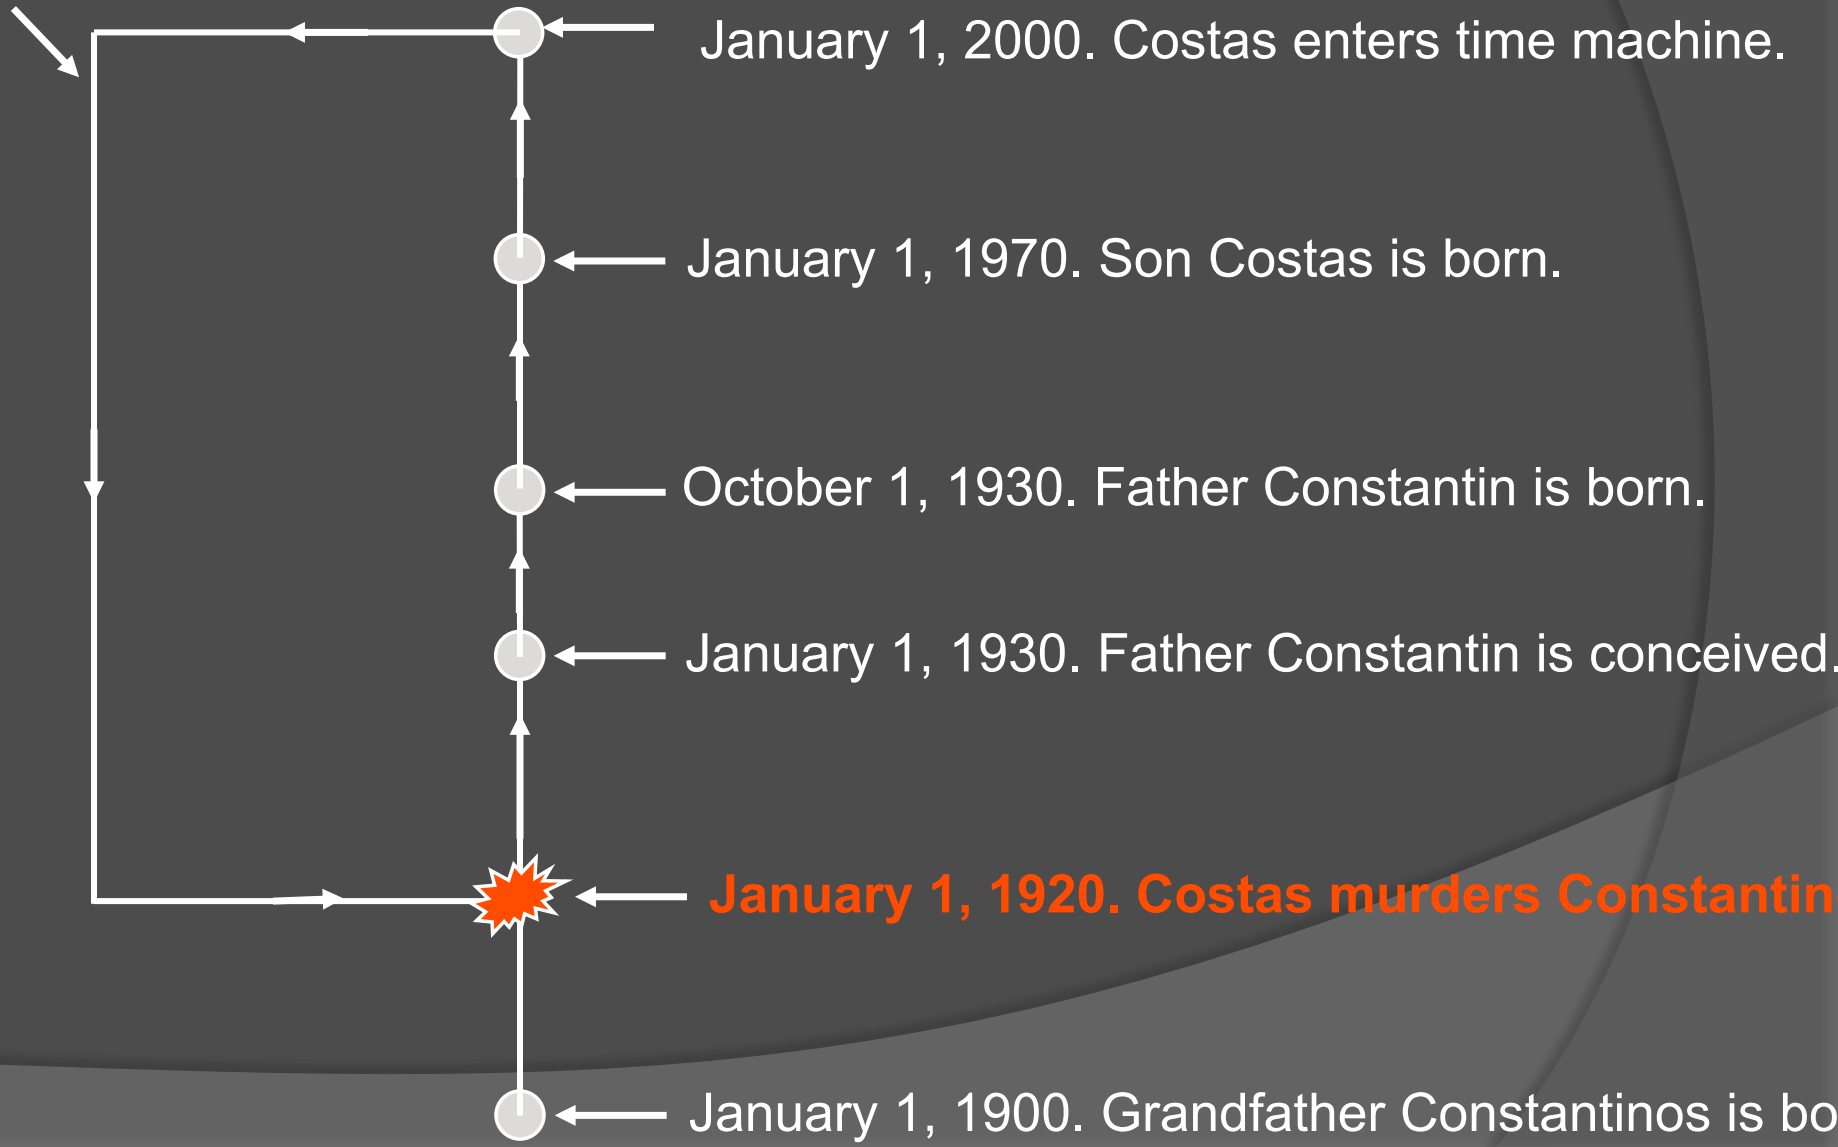 January 1, 2000. Costas enters time machine.
January 1, 1970. Son Costas is born.
October 1, 1930. Father Constantin is born.
January 1, 1930. Father Constantin is conceived.
January 1, 1920. Costas murders Constantin
January 1, 1900. Grandfather Constantinos is bo